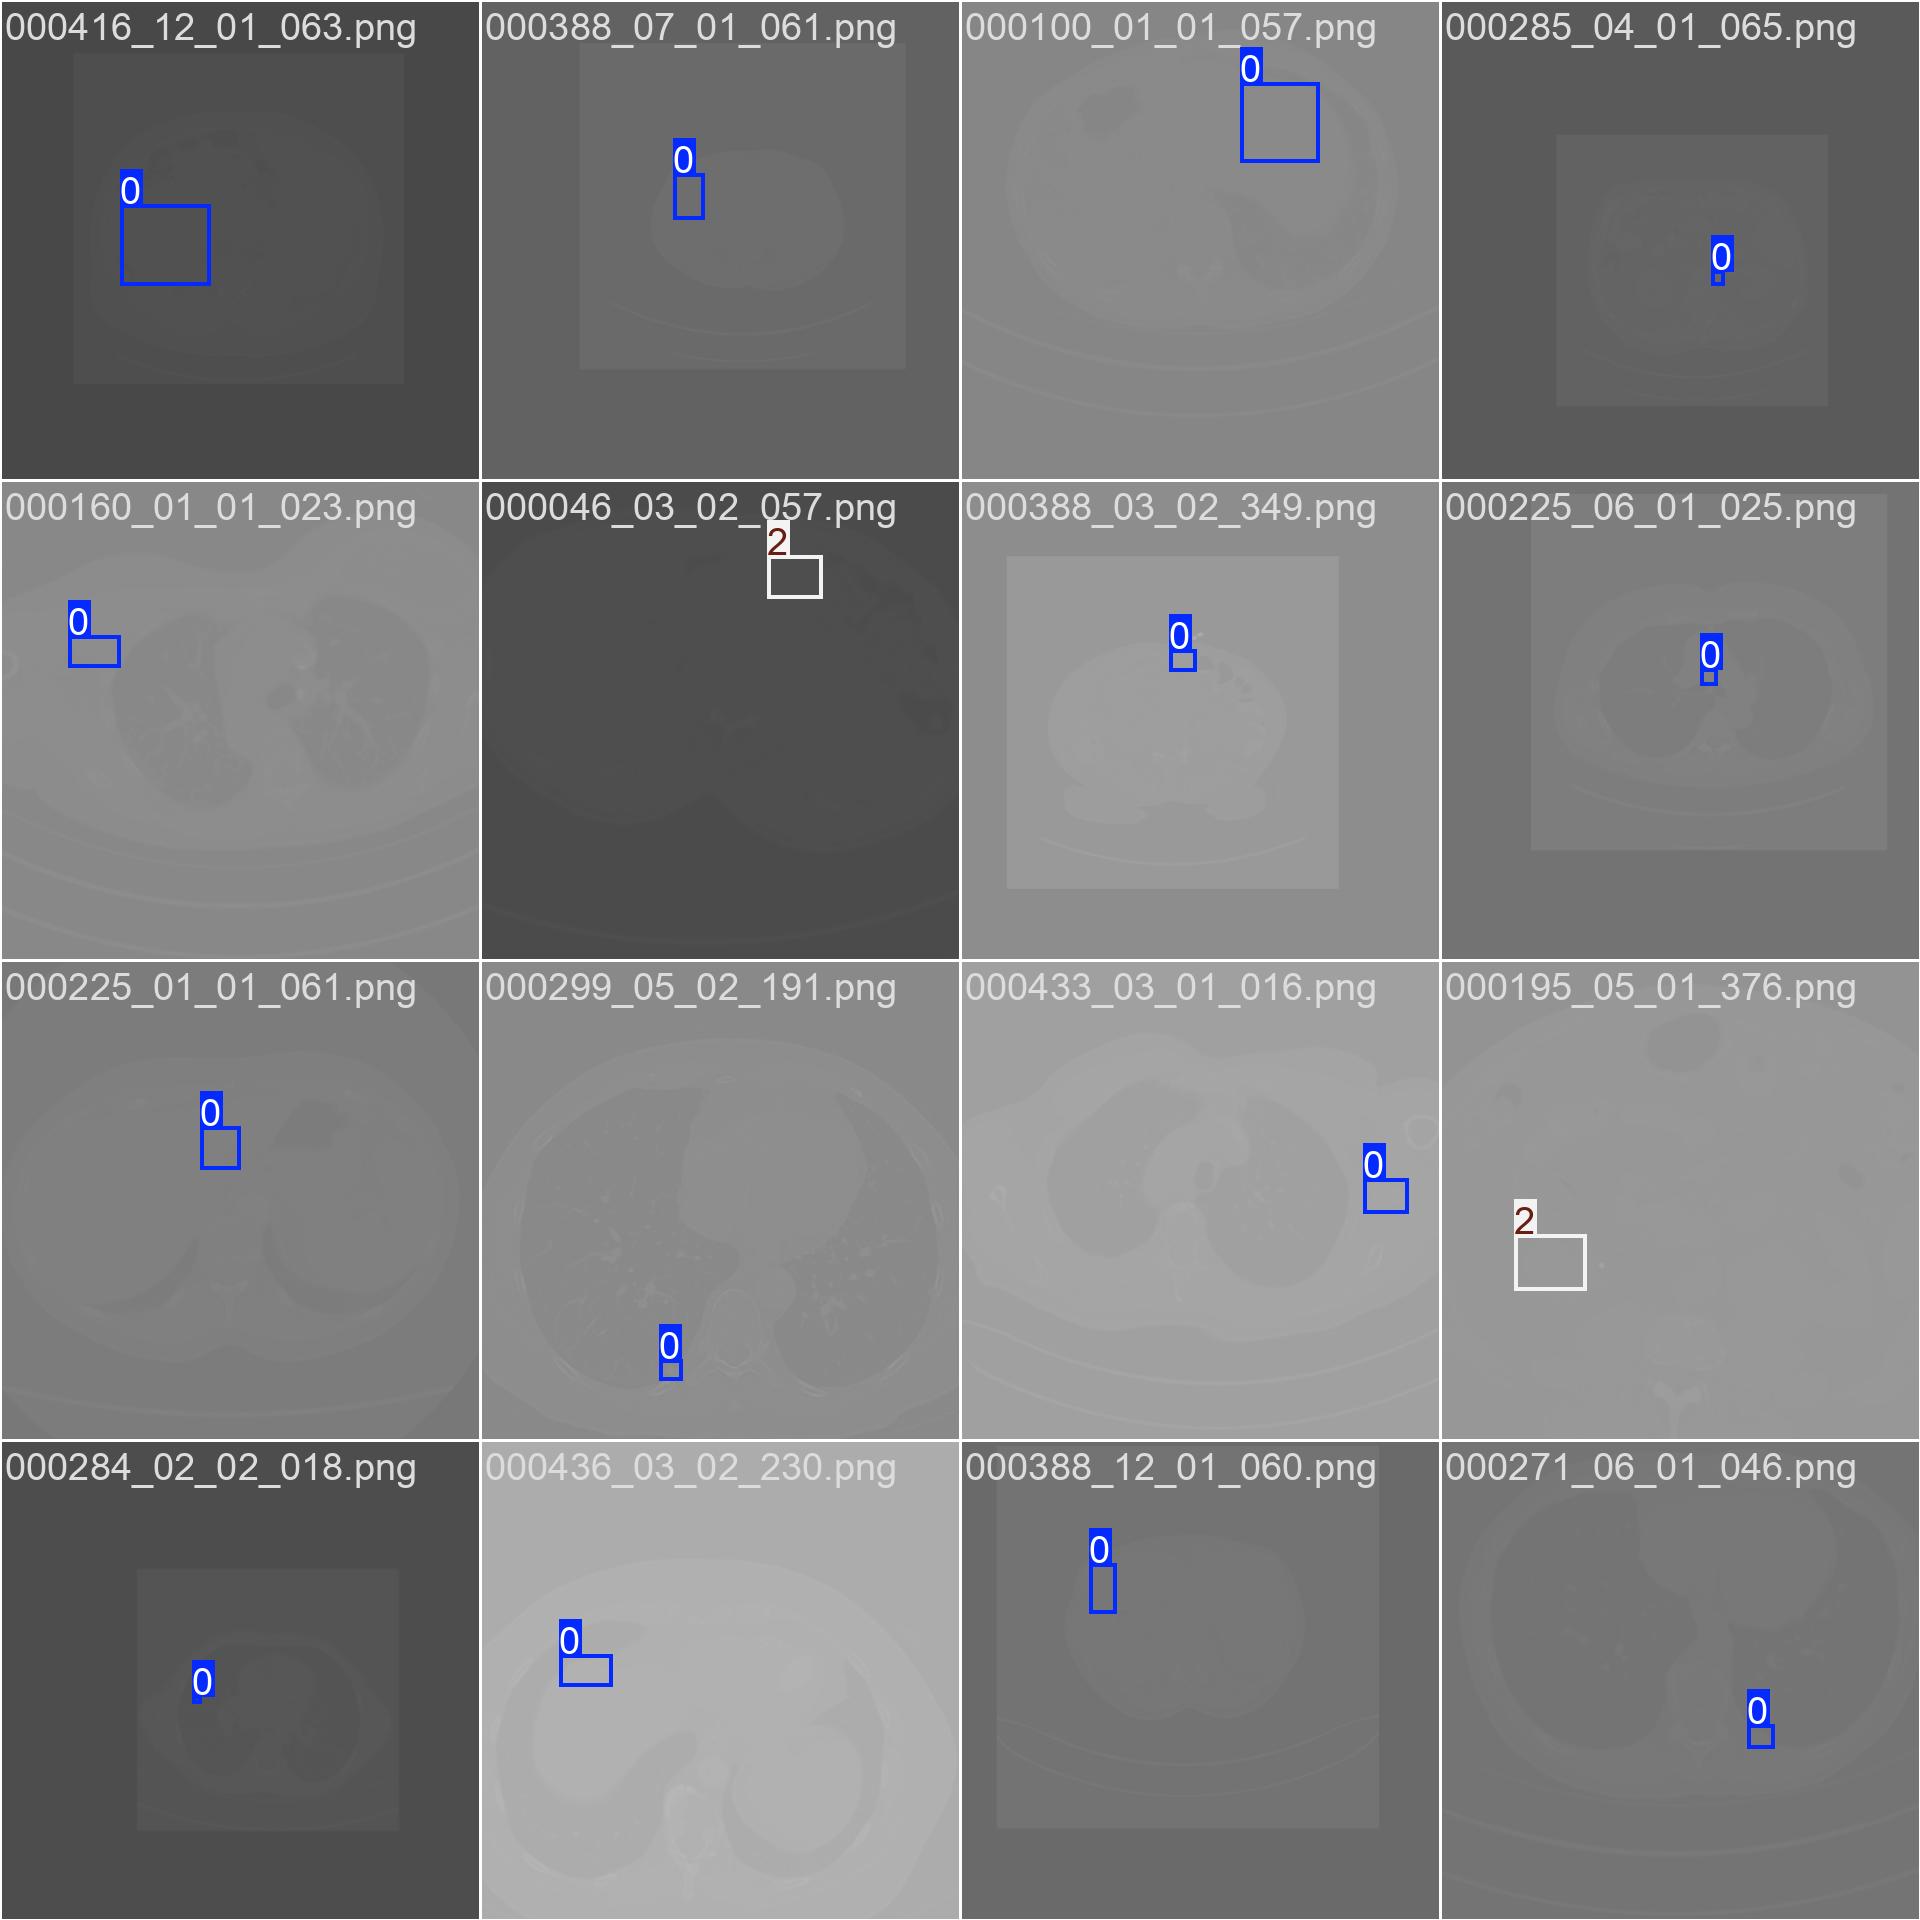 000416_12_01_063.png
000388_07_01_061.png
000100_01_01_057.png
000285_04_01_065.png
0
0
0
0
000160_01_01_023.png
000046_03_02_057.png
000388_03_02_349.png
000225_06_01_025.png
0
2
0
0
000225_01_01_061.png
000299_05_02_191.png
000433_03_01_016.png
000195_05_01_376.png
0
0
0
2
000284_02_02_018.png
000436_03_02_230.png
000388_12_01_060.png
000271_06_01_046.png
0
0
0
0